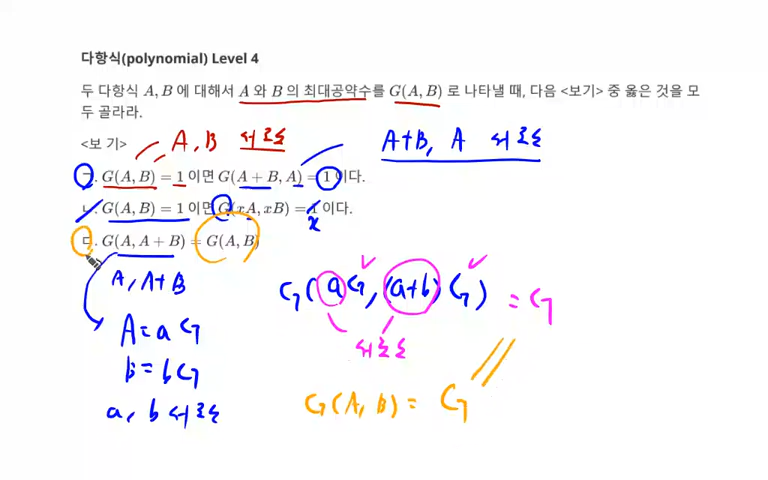 다항식(polynomial) Level 4
두 다항식 A, B 에 대해서 A 와 B 의 최대공약수를 G(A, B) 로 나타낼 때, 다음 <보기> 중 옳은 것을 모
두 골라라.
<보 기>
A, B 서로소
A+B, A 서로소
ㄱ. G(A, B) = 1 이면 G(A + B, A) = 1 이다.
ㄴ. G(A, B) = 1 이면 G(xA, xB) = 1 이다.
x
ㄷ. G(A, A + B) = G(A, B)
A, A+B
G(aG, (a+b)G) = G
A = aG
서로소
B = bG
a, b 서로소
G(A, B) = G